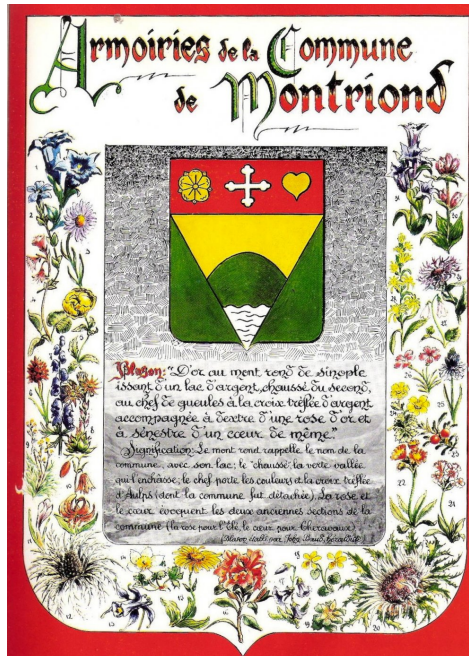 Armoiries de la Commune
de Montriond
Blason: "D'or au mont rond de sinople
issant d'un lac d'argent, chaussé du second,
au chef de gueules à la croix tréflée d'argent
accompagnée à dextre d'une rose d'or et
à sénestre d'un cœur de même."
Signification: Le mont rond rappelle le nom de la
commune, avec son lac; le "chaussé" la verte vallée
qui l'enchâsse; le chef porte les couleurs et la croix tréflée
d'Aulps (dont la commune fut détachée). La rose et
le cœur évoquent les deux anciennes sections de la
commune (la rose pour l'Elé, le cœur pour
(Blason établi par